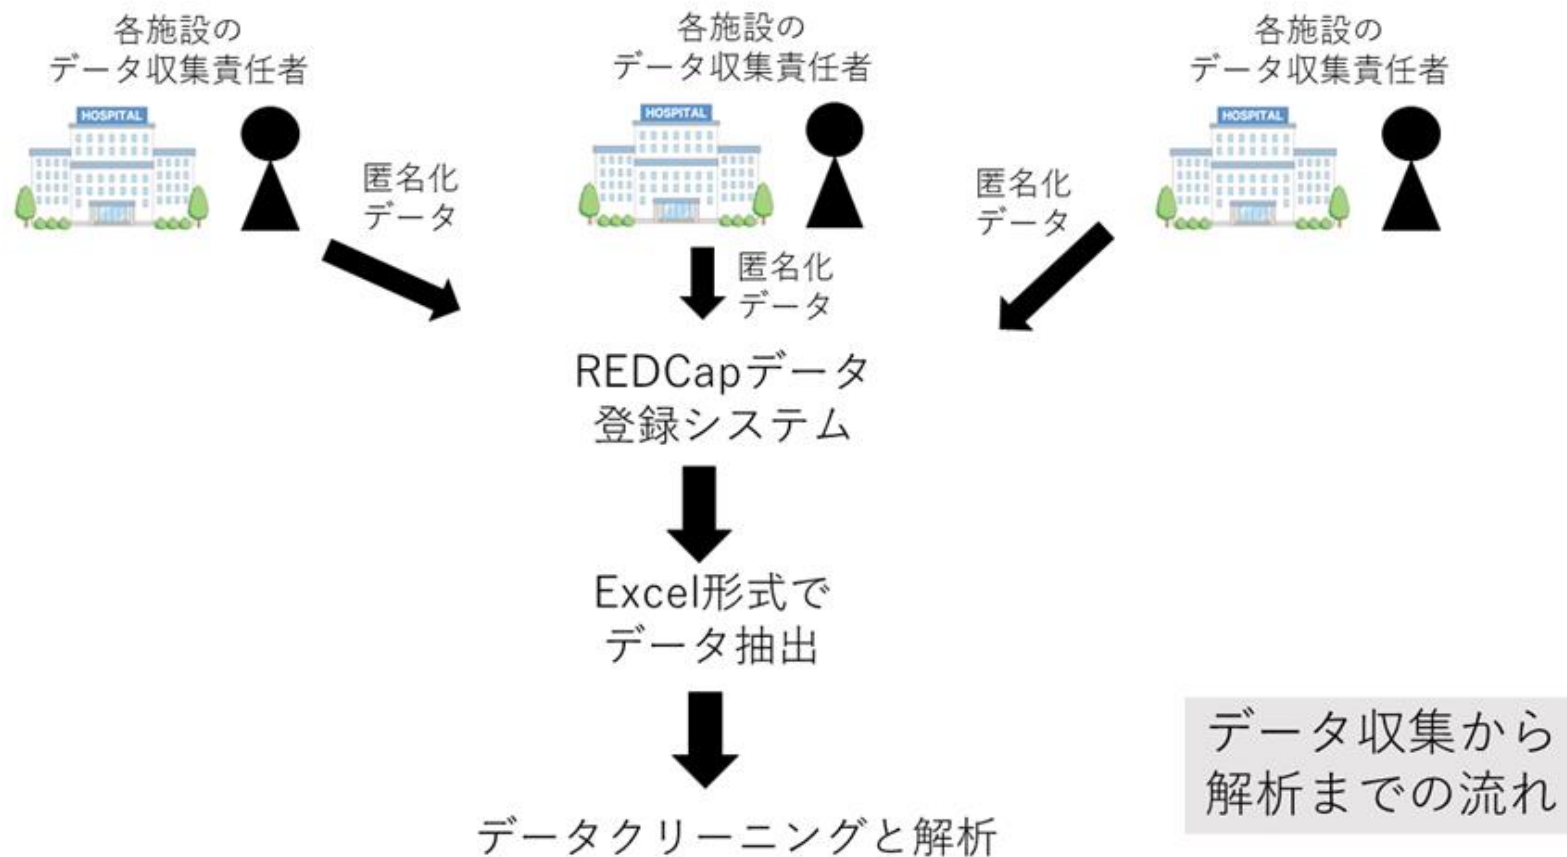 各施設の
データ収集責任者
HOSPITAL
匿名化
データ
各施設の
データ収集責任者
HOSPITAL
匿名化
データ
各施設の
データ収集責任者
HOSPITAL
匿名化
データ
REDCapデータ
登録システム
Excel形式で
データ抽出
データクリーニングと解析
データ収集から
解析までの流れ